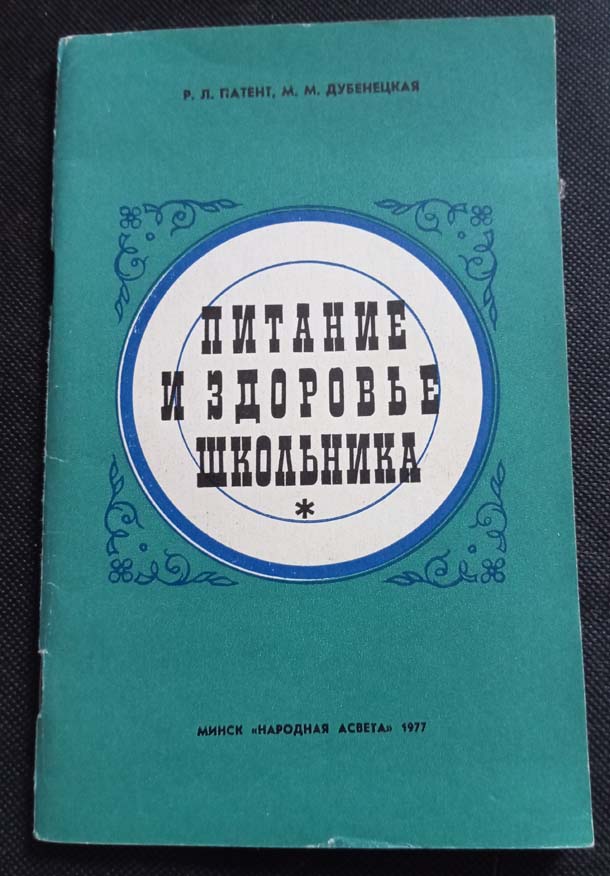 Р. Л. ПАТЕНТ, М. М. ДУБЕНЕЦКАЯ
ПИТАНИЕ
И ЗДОРОВЬЕ
ШКОЛЬНИКА
*
МИНСК «НАРОДНАЯ АСВЕТА» 1977